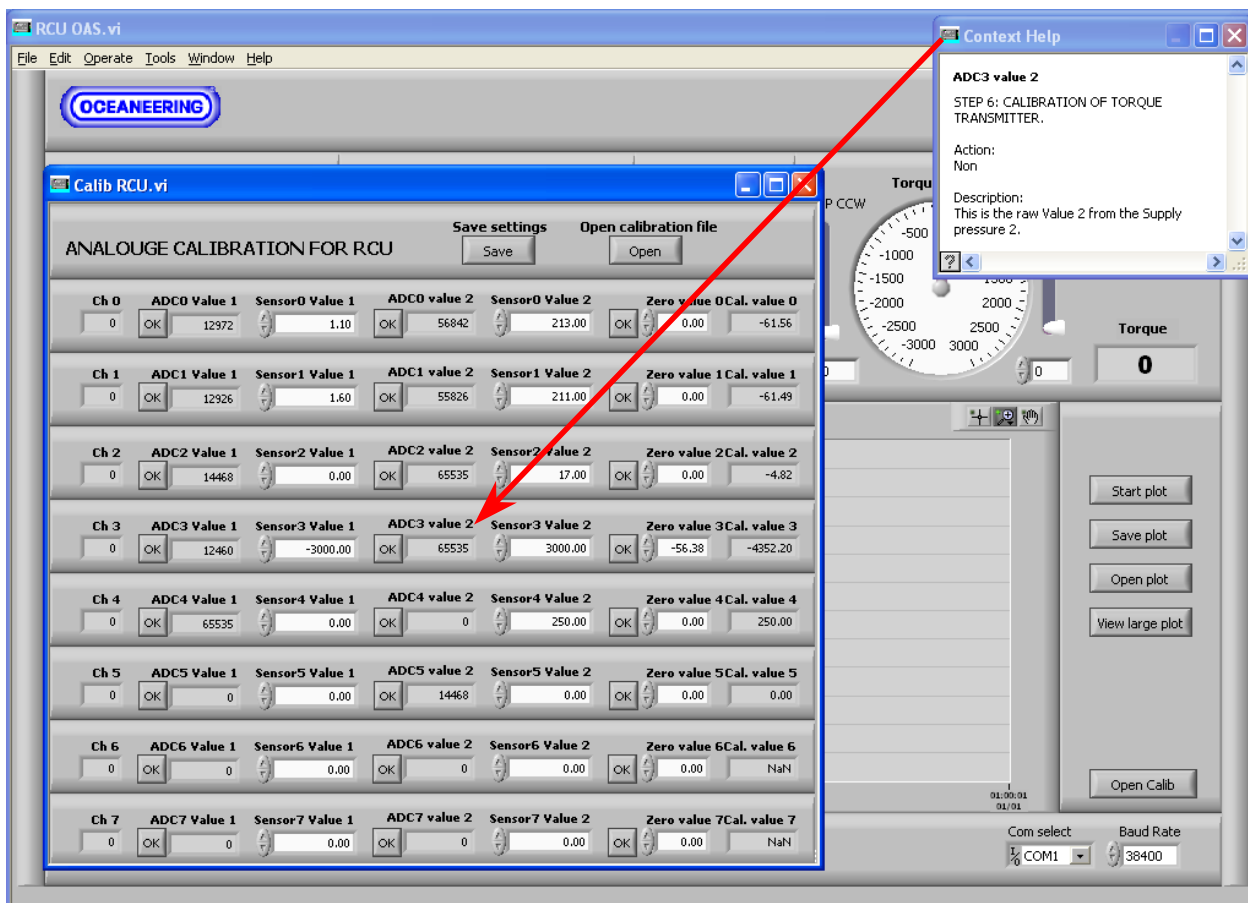 RCU OAS.vi
File Edit Operate Tools Window Help
OCEANEERING
Context Help
ADC3 value 2
STEP 6: CALIBRATION OF TORQUE
TRANSMITTER.
Action:
Non
Description:
This is the raw Value 2 from the Supply
pressure 2.
?
Calib RCU.vi
ANALOUGE CALIBRATION FOR RCU
Save settings
Save
Open calibration file
Open
Ch 0 ADC0 Value 1 Sensor0 Value 1 ADC0 value 2 Sensor0 Value 2 Zero value 0 Cal. value 0
0 OK 12972 1.10 OK 56842 213.00 OK 0.00 -61.56
Ch 1 ADC1 Value 1 Sensor1 Value 1 ADC1 value 2 Sensor1 Value 2 Zero value 1 Cal. value 1
0 OK 12926 1.60 OK 55826 211.00 OK 0.00 -61.49
Ch 2 ADC2 Value 1 Sensor2 Value 1 ADC2 value 2 Sensor2 Value 2 Zero value 2 Cal. value 2
0 OK 14468 0.00 OK 65535 17.00 OK 0.00 -4.82
Ch 3 ADC3 Value 1 Sensor3 Value 1 ADC3 value 2 Sensor3 Value 2 Zero value 3 Cal. value 3
0 OK 12460 -3000.00 OK 65535 3000.00 OK -56.38 -4352.20
Ch 4 ADC4 Value 1 Sensor4 Value 1 ADC4 value 2 Sensor4 Value 2 Zero value 4 Cal. value 4
0 OK 65535 0.00 OK 0 250.00 OK 0.00 250.00
Ch 5 ADC5 Value 1 Sensor5 Value 1 ADC5 value 2 Sensor5 Value 2 Zero value 5 Cal. value 5
0 OK 0 0.00 OK 14468 0.00 OK 0.00 0.00
Ch 6 ADC6 Value 1 Sensor6 Value 1 ADC6 value 2 Sensor6 Value 2 Zero value 6 Cal. value 6
0 OK 0 0.00 OK 0 0.00 OK 0.00 NaN
Ch 7 ADC7 Value 1 Sensor7 Value 1 ADC7 value 2 Sensor7 Value 2 Zero value 7 Cal. value 7
0 OK 0 0.00 OK 0 0.00 OK 0.00 NaN
P CCW
-500
-1000
-1500
-2000 2000
-2500 2500
-3000 3000
0
Torque
0
Start plot
Save plot
Open plot
View large plot
01:00:01
01/01
Open Calib
Com select Baud Rate
COM1 38400